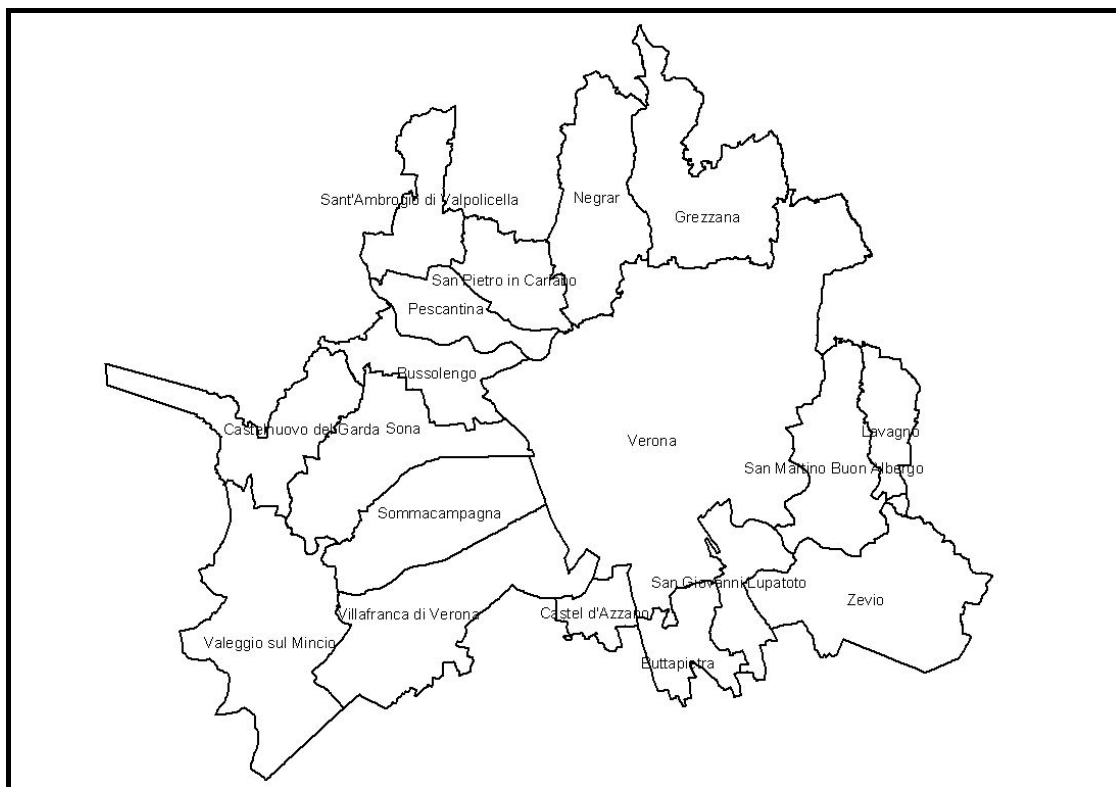 Sant'Ambrogio di Valpolicella
Negrar
Grezzana
San Pietro in Cariano
Pescantina
Bussolengo
Castelnuovo del Garda
Sona
Verona
Lavagno
San Martino Buon Albergo
Sommacampagna
San Giovanni Lupatoto
Zevio
Villafranca di Verona
Castel d'Azzano
Valeggio sul Mincio
Buttapietra